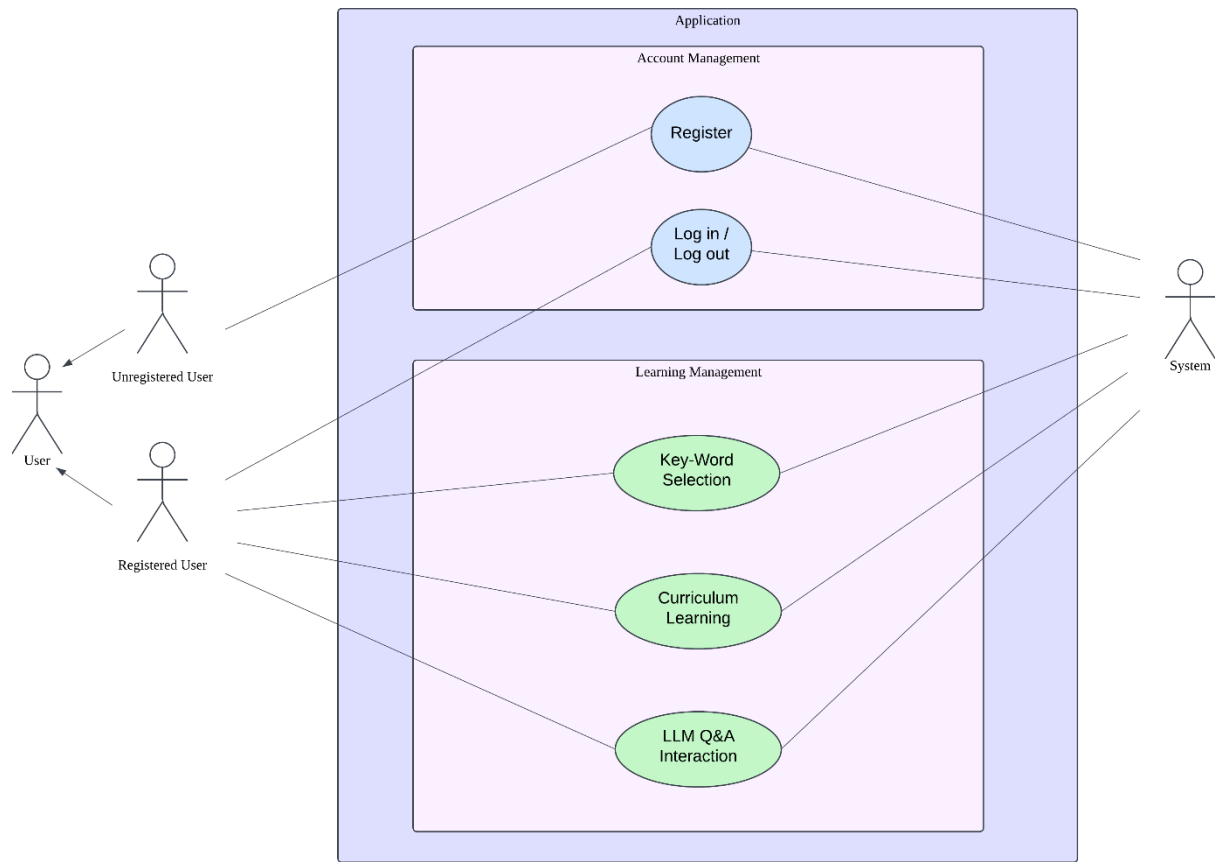 Application
Account Management
Register
Log in /
Log out
Unregistered User
User
Registered User
System
Learning Management
Key-Word
Selection
Curriculum
Learning
LLM Q&A
Interaction